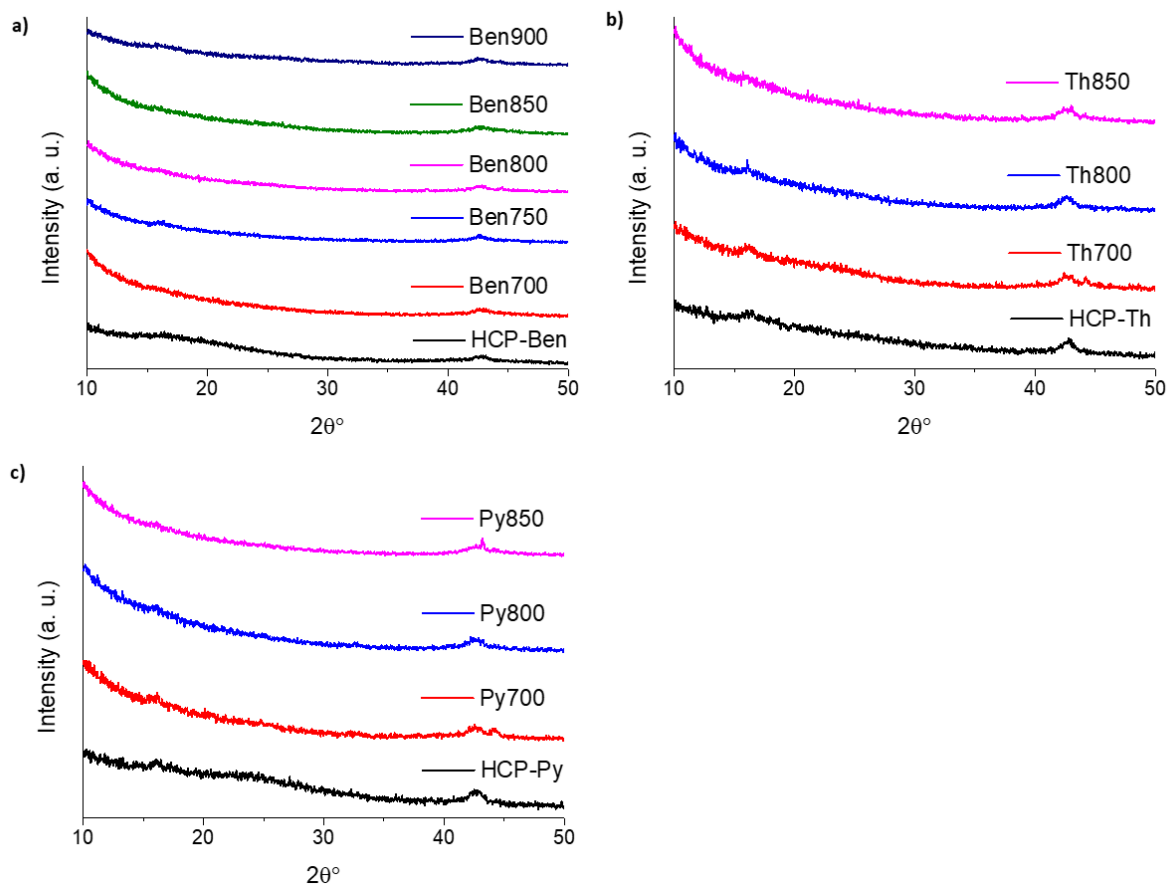 a)
Intensity (a. u.)
Ben900
Ben850
Ben800
Ben750
Ben700
HCP-Ben
10 20 30 40 50
2θ°
b)
Intensity (a. u.)
Th850
Th800
Th700
HCP-Th
10 20 30 40 50
2θ°
c)
Intensity (a. u.)
Py850
Py800
Py700
HCP-Py
10 20 30 40 50
2θ°